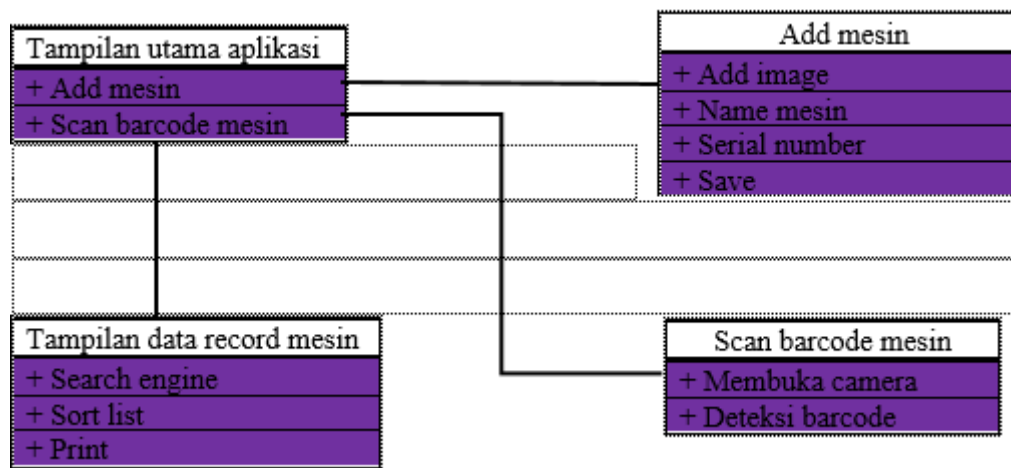 Tampilan utama aplikasi
+ Add mesin
+ Scan barcode mesin
Add mesin
+ Add image
+ Name mesin
+ Serial number
+ Save
Tampilan data record mesin
+ Search engine
+ Sort list
+ Print
Scan barcode mesin
+ Membuka camera
+ Deteksi barcode